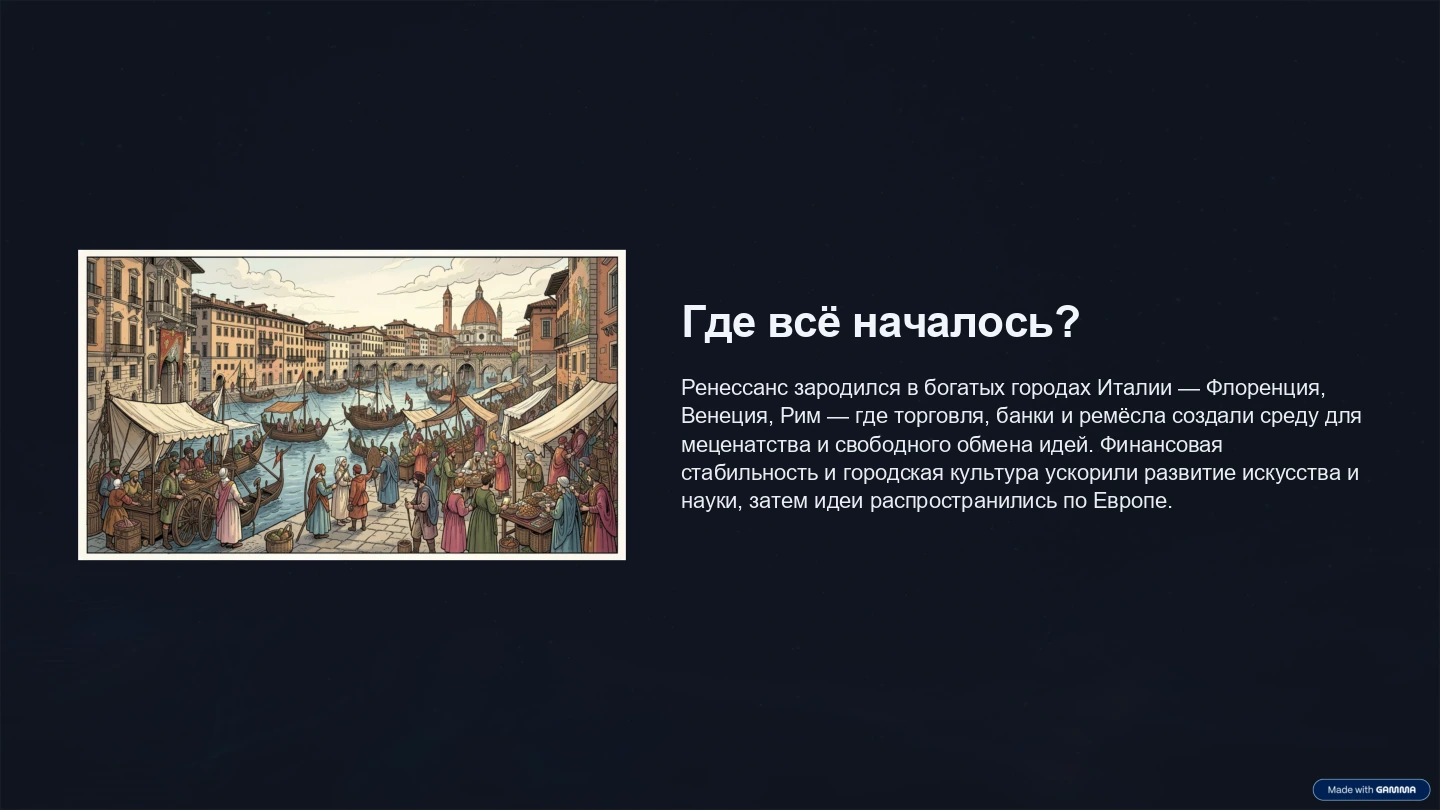 Где всё началось?
Ренессанс зародился в богатых городах Италии — Флоренция,
Венеция, Рим — где торговля, банки и ремёсла создали среду для
меценатства и свободного обмена идей. Финансовая
стабильность и городская культура ускорили развитие искусства и
науки, затем идеи распространились по Европе.
Made with GAMMA